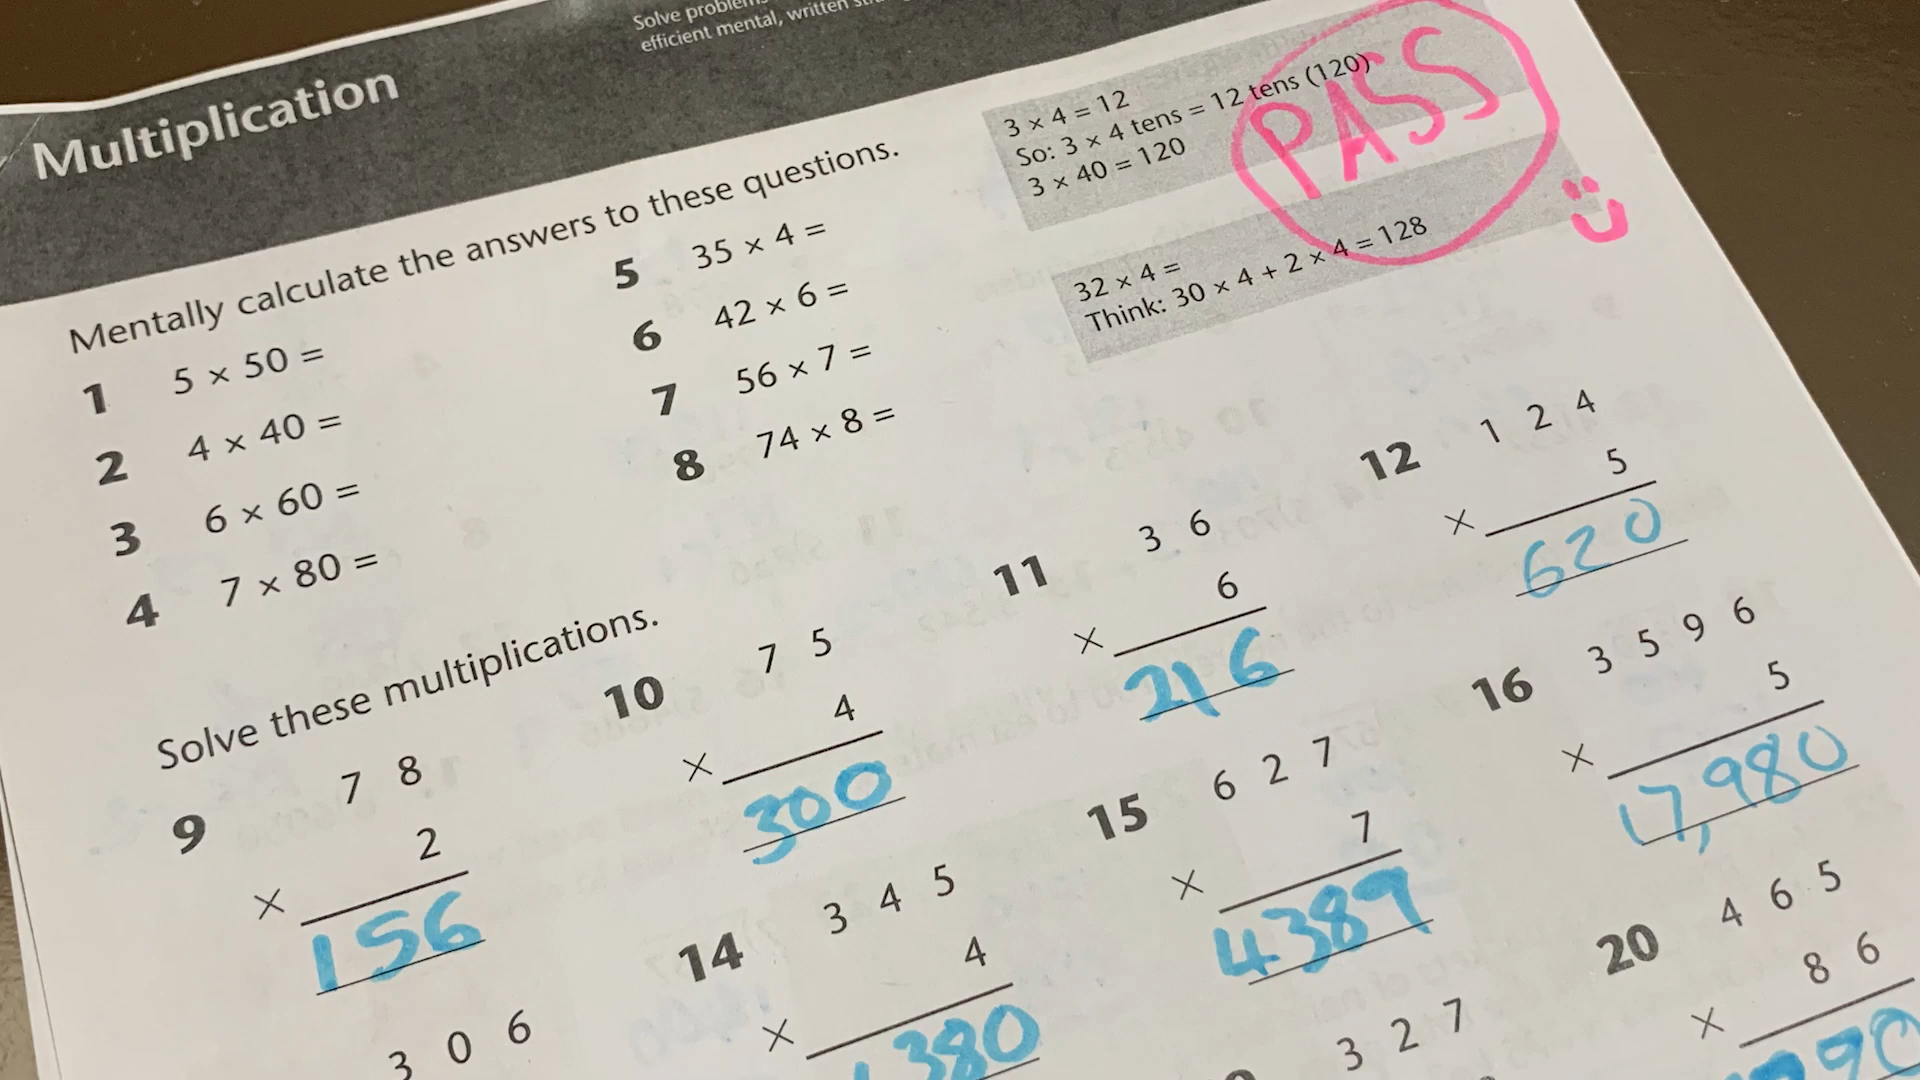 Multiplication
Solve
efficient mental, written
Mentally calculate the answers to these questions.
1 5 × 50 =
2 4 × 40 =
3 6 × 60 =
4 7 × 80 =
5 35 × 4 =
6 42 × 6 =
7 56 × 7 =
8 74 × 8 =
3 × 4 = 12
So: 3 × 4 tens = 12 tens (120)
3 × 40 = 120
PASS
32 × 4 =
Think: 30 × 4 + 2 × 4 = 128
Solve these multiplications.
9 7 8
× 2
156
10 7 5
× 4
300
11 3 6
× 6
216
12 1 2 4
× 5
620
3 0 6
14 3 4 5
× 4
1380
15 6 2 7
× 7
4389
16 3 5 9 6
× 5
17,980
3 2 7
20 4 6 5
× 8 6